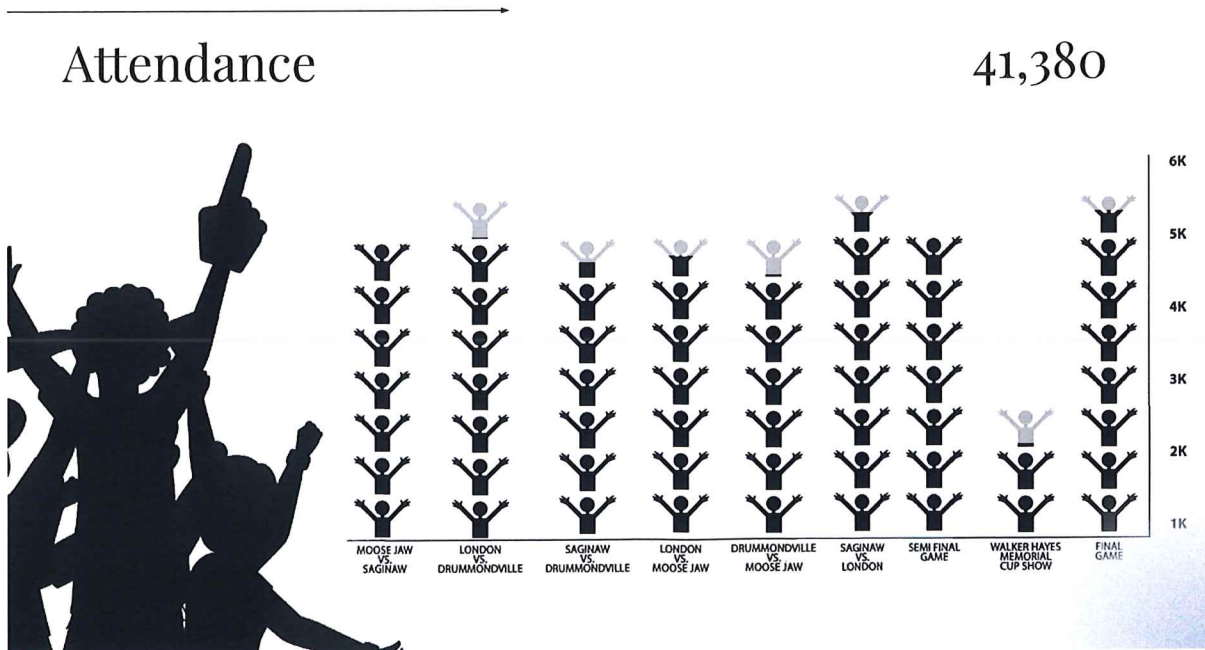 Attendance
41,380
6K
5K
4K
3K
2K
1K
MOOSE JAW
VS.
SAGINAW
LONDON
VS.
DRUMMONDVILLE
SAGINAW
VS.
DRUMMONDVILLE
LONDON
VS.
MOOSE JAW
DRUMMONDVILLE
VS.
MOOSE JAW
SAGINAW
VS.
LONDON
SEMI FINAL
GAME
WALKER HAYES
MEMORIAL
CUP SHOW
FINAL
GAME